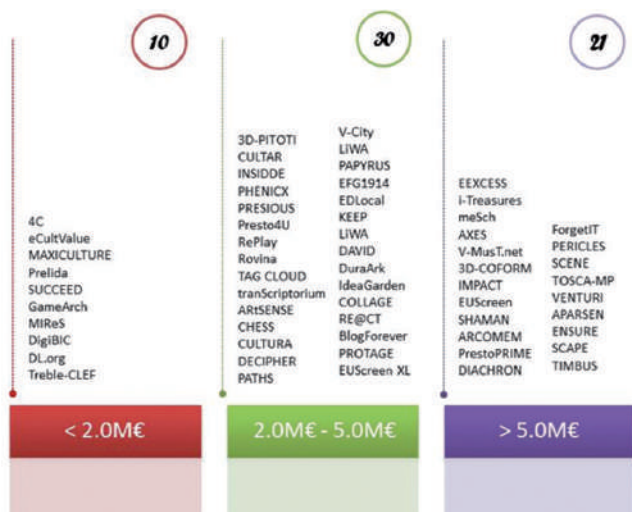 10
4C
eCultValue
MAXICULTURE
Prelida
SUCCEED
GameArch
MIReS
DigiBIC
DL.org
Treble-CLEF
< 2.0M€
30
3D-PITOTI
CULTAR
INSIDDE
PHENICX
PRESIOUS
Presto4U
RePlay
Rovina
TAG CLOUD
tranScriptorium
ARtSENSE
CHESS
CULTURA
DECIPHER
PATHS
V-City
LiWA
PAPYRUS
EFG1914
EDLocal
KEEP
LiWA
DAVID
DuraArk
IdeaGarden
COLLAGE
RE@CT
BlogForever
PROTAGE
EUScreen XL
2.0M€ - 5.0M€
21
EEXCESS
i-Treasures
meSch
AXES
V-MusT.net
3D-COFORM
IMPACT
EUScreen
SHAMAN
ARCOMEM
PrestoPRIME
DIACHRON
ForgetIT
PERICLES
SCENE
TOSCA-MP
VENTURI
APARSEN
ENSURE
SCAPE
TIMBUS
> 5.0M€